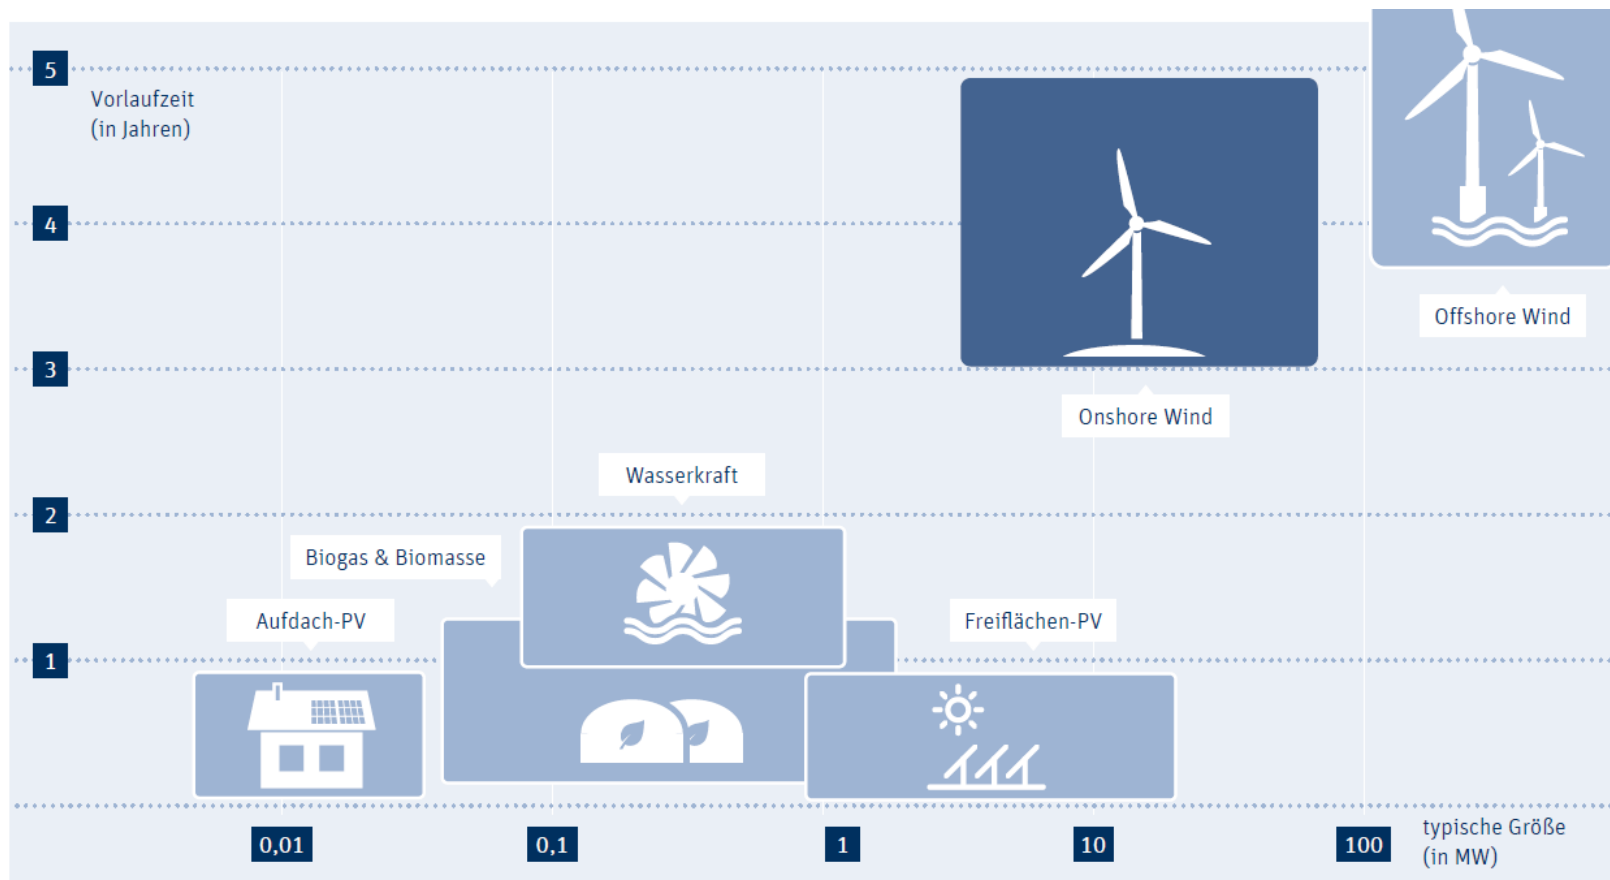 5
Vorlaufzeit
(in Jahren)
4
Offshore Wind
3
Onshore Wind
Wasserkraft
2
Biogas & Biomasse
Aufdach-PV
Freiflächen-PV
1
0,01
0,1
1
10
100
typische Größe
(in MW)